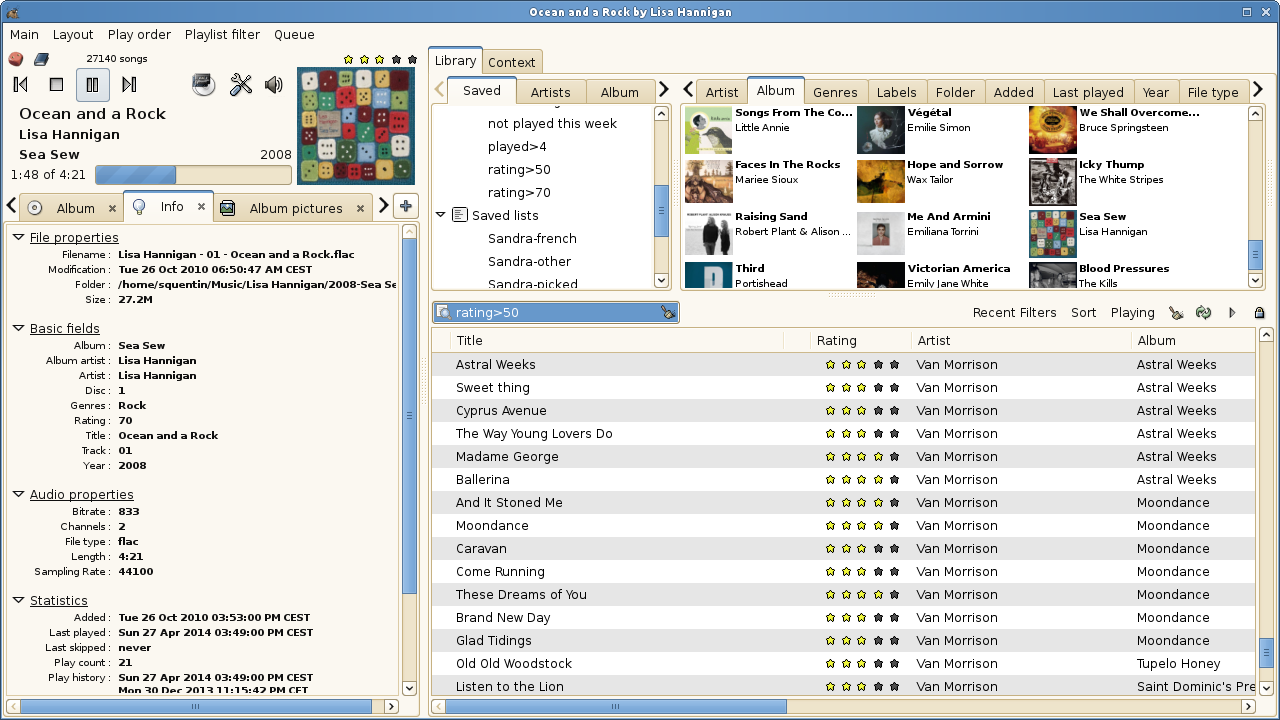 Ocean and a Rock by Lisa Hannigan
Main Layout Play order Playlist filter Queue
27140 songs
Ocean and a Rock
Lisa Hannigan
Sea Sew 2008
1:48 of 4:21
Album Info Album pictures
File properties
Filename : Lisa Hannigan - 01 - Ocean and a Rock.flac
Modification : Tue 26 Oct 2010 06:50:47 AM CEST
Folder : /home/squentin/Music/Lisa Hannigan/2008-Sea Se
Size : 27.2M
Basic fields
Album : Sea Sew
Album artist : Lisa Hannigan
Artist : Lisa Hannigan
Disc : 1
Genres : Rock
Rating : 70
Title : Ocean and a Rock
Track : 01
Year : 2008
Audio properties
Bitrate : 833
Channels : 2
File type : flac
Length : 4:21
Sampling Rate : 44100
Statistics
Added : Tue 26 Oct 2010 03:53:00 PM CEST
Last played : Sun 27 Apr 2014 03:49:00 PM CEST
Last skipped : never
Play count : 21
Play history : Sun 27 Apr 2014 03:49:00 PM CEST
Mon 30 Dec 2013 11:15:42 PM CET
Library Context
Saved Artists Album
not played this week
played>4
rating>50
rating>70
Saved lists
Sandra-french
Sandra-other
Sandra-puked
Artist Album Genres Labels Folder Added Last played Year File type
Songs From The Co...
Little Annie
Végétal
Emilie Simon
We Shall Overcome...
Bruce Springsteen
Faces In The Rocks
Mariee Sioux
Hope and Sorrow
Wax Tailor
Icky Thump
The White Stripes
Raising Sand
Robert Plant & Alison ...
Me And Armini
Emiliana Torrini
Sea Sew
Lisa Hannigan
Third
Portishead
Victorian America
Emily Jane White
Blood Pressures
The Kills
rating>50 Recent Filters Sort Playing
Title Rating Artist Album
Astral Weeks Van Morrison Astral Weeks
Sweet thing Van Morrison Astral Weeks
Cyprus Avenue Van Morrison Astral Weeks
The Way Young Lovers Do Van Morrison Astral Weeks
Madame George Van Morrison Astral Weeks
Ballerina Van Morrison Astral Weeks
And It Stoned Me Van Morrison Moondance
Moondance Van Morrison Moondance
Caravan Van Morrison Moondance
Come Running Van Morrison Moondance
These Dreams of You Van Morrison Moondance
Brand New Day Van Morrison Moondance
Glad Tidings Van Morrison Moondance
Old Old Woodstock Van Morrison Tupelo Honey
Listen to the Lion Van Morrison Saint Dominic's Pre